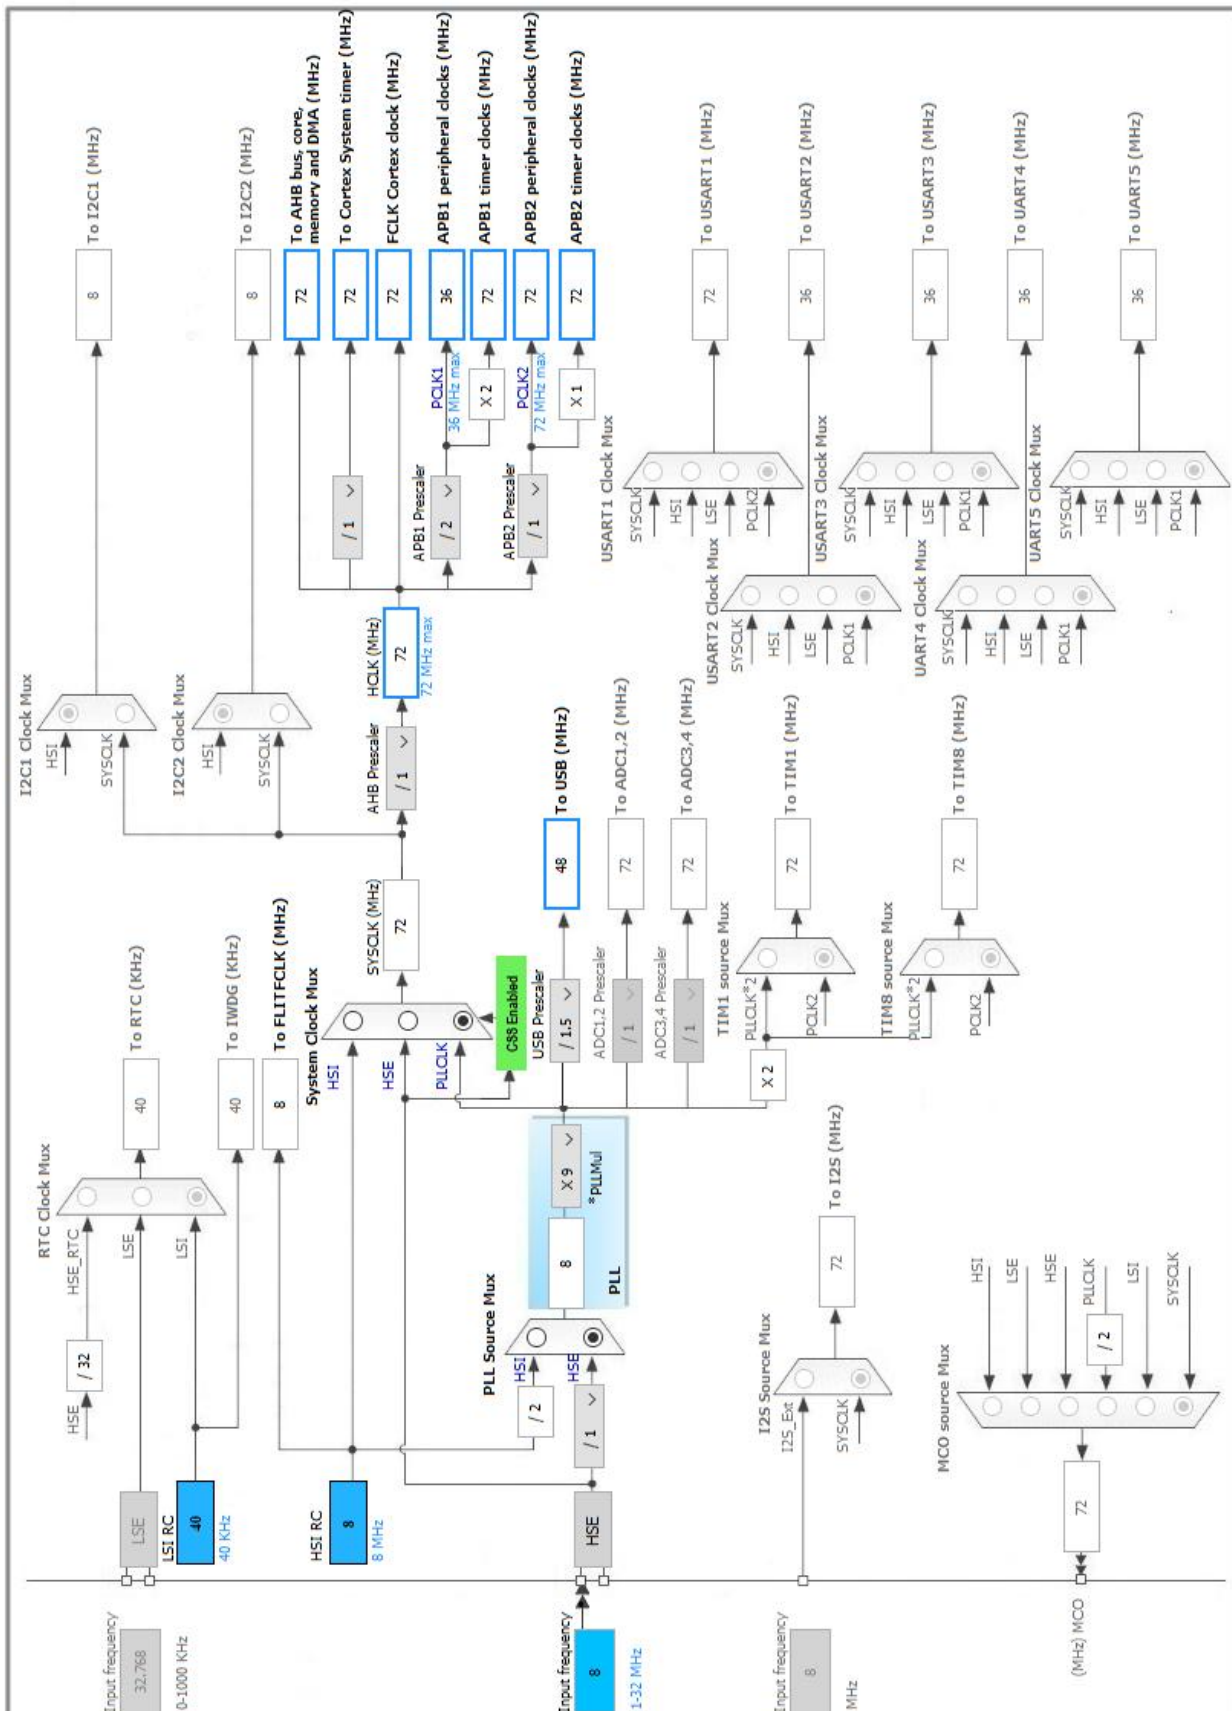 Input frequency
32.768
0-1000 KHz
LSE
LSI RC
40
40 KHz
HSE
/ 32
HSE_RTC
LSE
LSI
RTC Clock Mux
40
To RTC (KHz)
40
To IWDG (KHz)
8
To FLITFCLK (MHz)
HSI RC
8
8 MHz
System Clock Mux
HSI
HSE
PLLCLK
CSS Enabled
SYSCLK (MHz)
72
AHB Prescaler
/ 1
HCLK (MHz)
72
72 MHz max
I2C1 Clock Mux
HSI
SYSCLK
8
To I2C1 (MHz)
I2C2 Clock Mux
HSI
SYSCLK
8
To I2C2 (MHz)
72
To AHB bus, core,
memory and DMA (MHz)
/ 1
72
To Cortex System timer (MHz)
72
FCLK Cortex clock (MHz)
APB1 Prescaler
/ 2
PCLK1
36 MHz max
36
APB1 peripheral clocks (MHz)
X 2
72
APB1 timer clocks (MHz)
APB2 Prescaler
/ 1
PCLK2
72 MHz max
72
APB2 peripheral clocks (MHz)
X 1
72
APB2 timer clocks (MHz)
Input frequency
8
1-32 MHz
HSE
/ 2
/ 1
PLL Source Mux
HSI
HSE
8
X 9
*PLLMul
PLL
USB Prescaler
/ 1.5
48
To USB (MHz)
ADC1,2 Prescaler
/ 1
72
To ADC1,2 (MHz)
ADC3,4 Prescaler
/ 1
72
To ADC3,4 (MHz)
X 2
TIM1 source Mux
PLLCLK*2
PCLK2
72
To TIM1 (MHz)
TIM8 source Mux
PLLCLK*2
PCLK2
72
To TIM8 (MHz)
USART1 Clock Mux
SYSCLK
HSI
LSE
PCLK2
72
To USART1 (MHz)
USART2 Clock Mux
SYSCLK
HSI
LSE
PCLK1
36
To USART2 (MHz)
USART3 Clock Mux
SYSCLK
HSI
LSE
PCLK1
36
To USART3 (MHz)
UART4 Clock Mux
SYSCLK
HSI
LSE
PCLK1
36
To UART4 (MHz)
UART5 Clock Mux
SYSCLK
HSI
LSE
PCLK1
36
To UART5 (MHz)
Input frequency
8
MHz
I2S Source Mux
I2S_Ext
SYSCLK
72
To I2S (MHz)
MCO source Mux
HSI
LSE
HSE
PLLCLK
/ 2
LSI
SYSCLK
72
(MHz) MCO